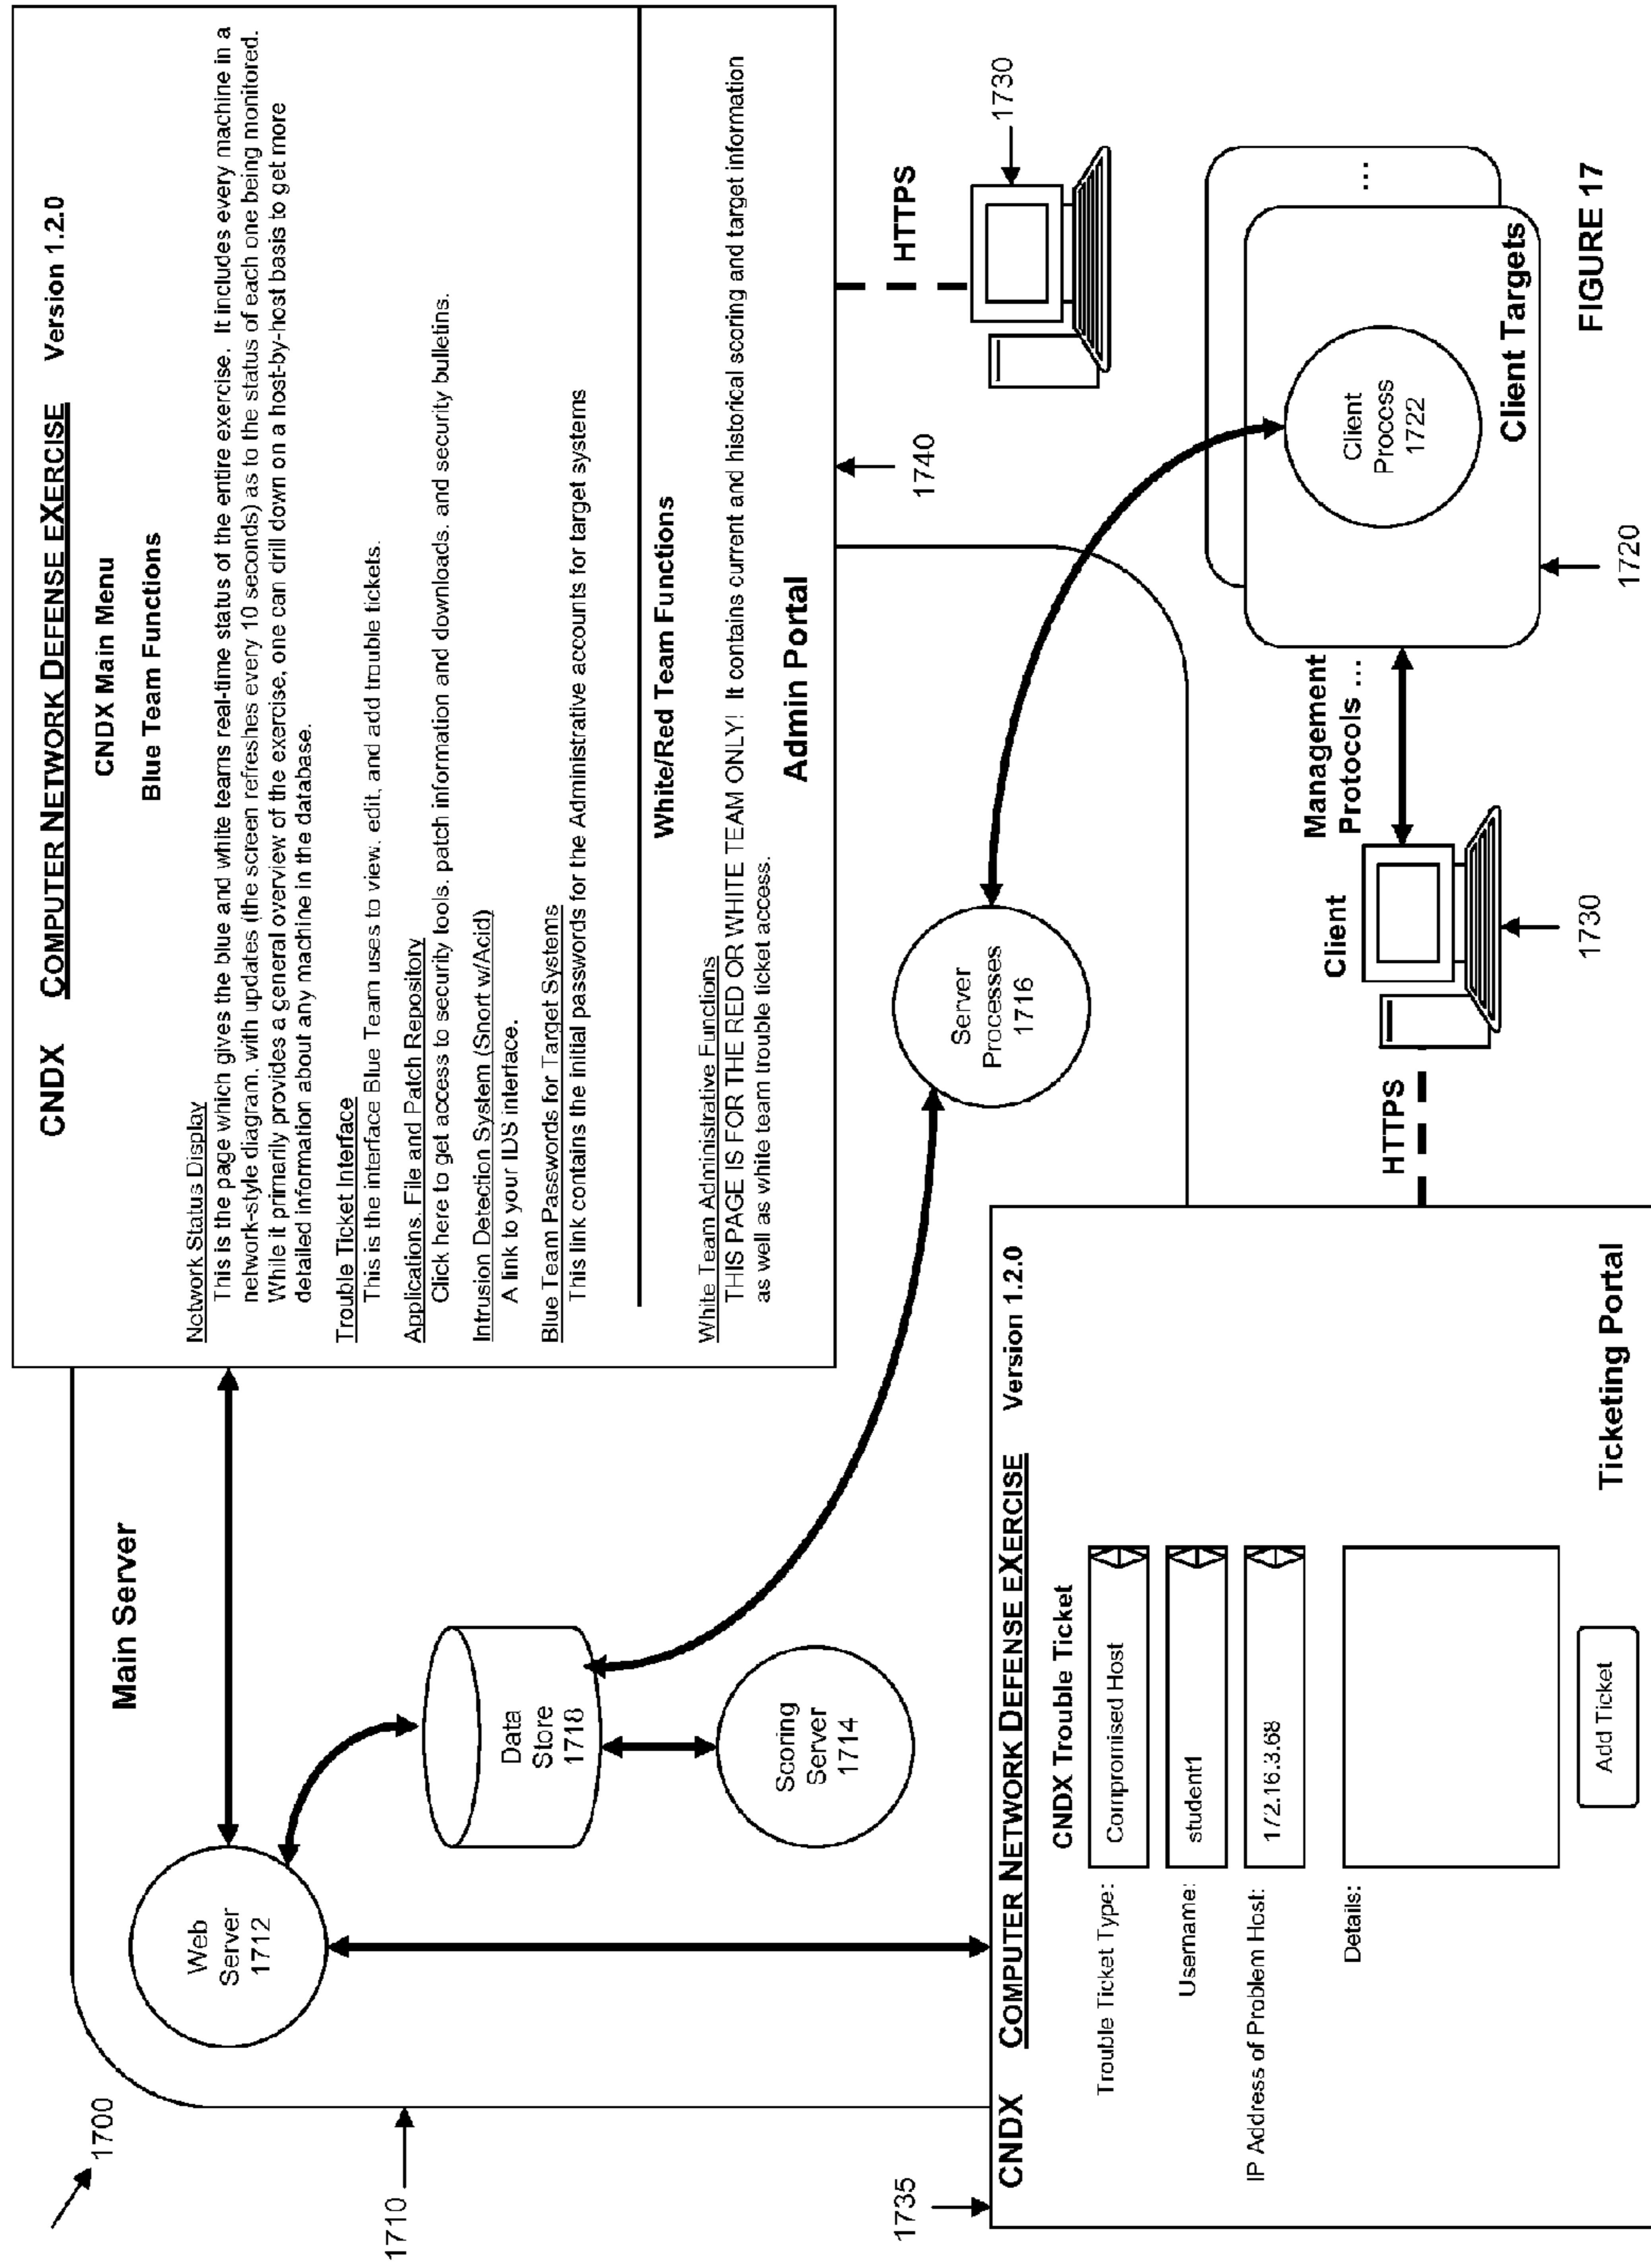 1700
1710
Main Server
Web
Server
1712
Data
Store
1718
Scoring
Server
1714
Server
Processes
1716
CNDX COMPUTER NETWORK DEFENSE EXERCISE Version 1.2.0
CNDX Main Menu
Blue Team Functions
Network Status Display
This is the page which gives the blue and white teams real-time status of the entire exercise. It includes every machine in a
network-style diagram, with updates (the screen refreshes every 10 seconds) as to the status of each one being monitored.
While it primarily provides a general overview of the exercise, one can drill down on a host-by-host basis to get more
detailed information about any machine in the database.
Trouble Ticket Interface
This is the interface Blue Team uses to view, edit, and add trouble tickets.
Applications, File and Patch Repository
Click here to get access to security tools, patch information and downloads, and security bulletins.
Intrusion Detection System (Snort w/Acid)
A link to your IDS interface.
Blue Team Passwords for Target Systems
This link contains the initial passwords for the Administrative accounts for target systems
White/Red Team Functions
White Team Administrative Functions
THIS PAGE IS FOR THE RED OR WHITE TEAM ONLY! It contains current and historical scoring and target information
as well as white team trouble ticket access.
Admin Portal
1740
HTTPS
1730
1735
CNDX COMPUTER NETWORK DEFENSE EXERCISE Version 1.2.0
CNDX Trouble Ticket
Trouble Ticket Type: Compromised Host
Username: student1
IP Address of Problem Host: 172.16.3.68
Details:
Add Ticket
Ticketing Portal
HTTPS
Client
1730
Management
Protocols ...
Client
Process
1722
...
Client Targets
1720
FIGURE 17